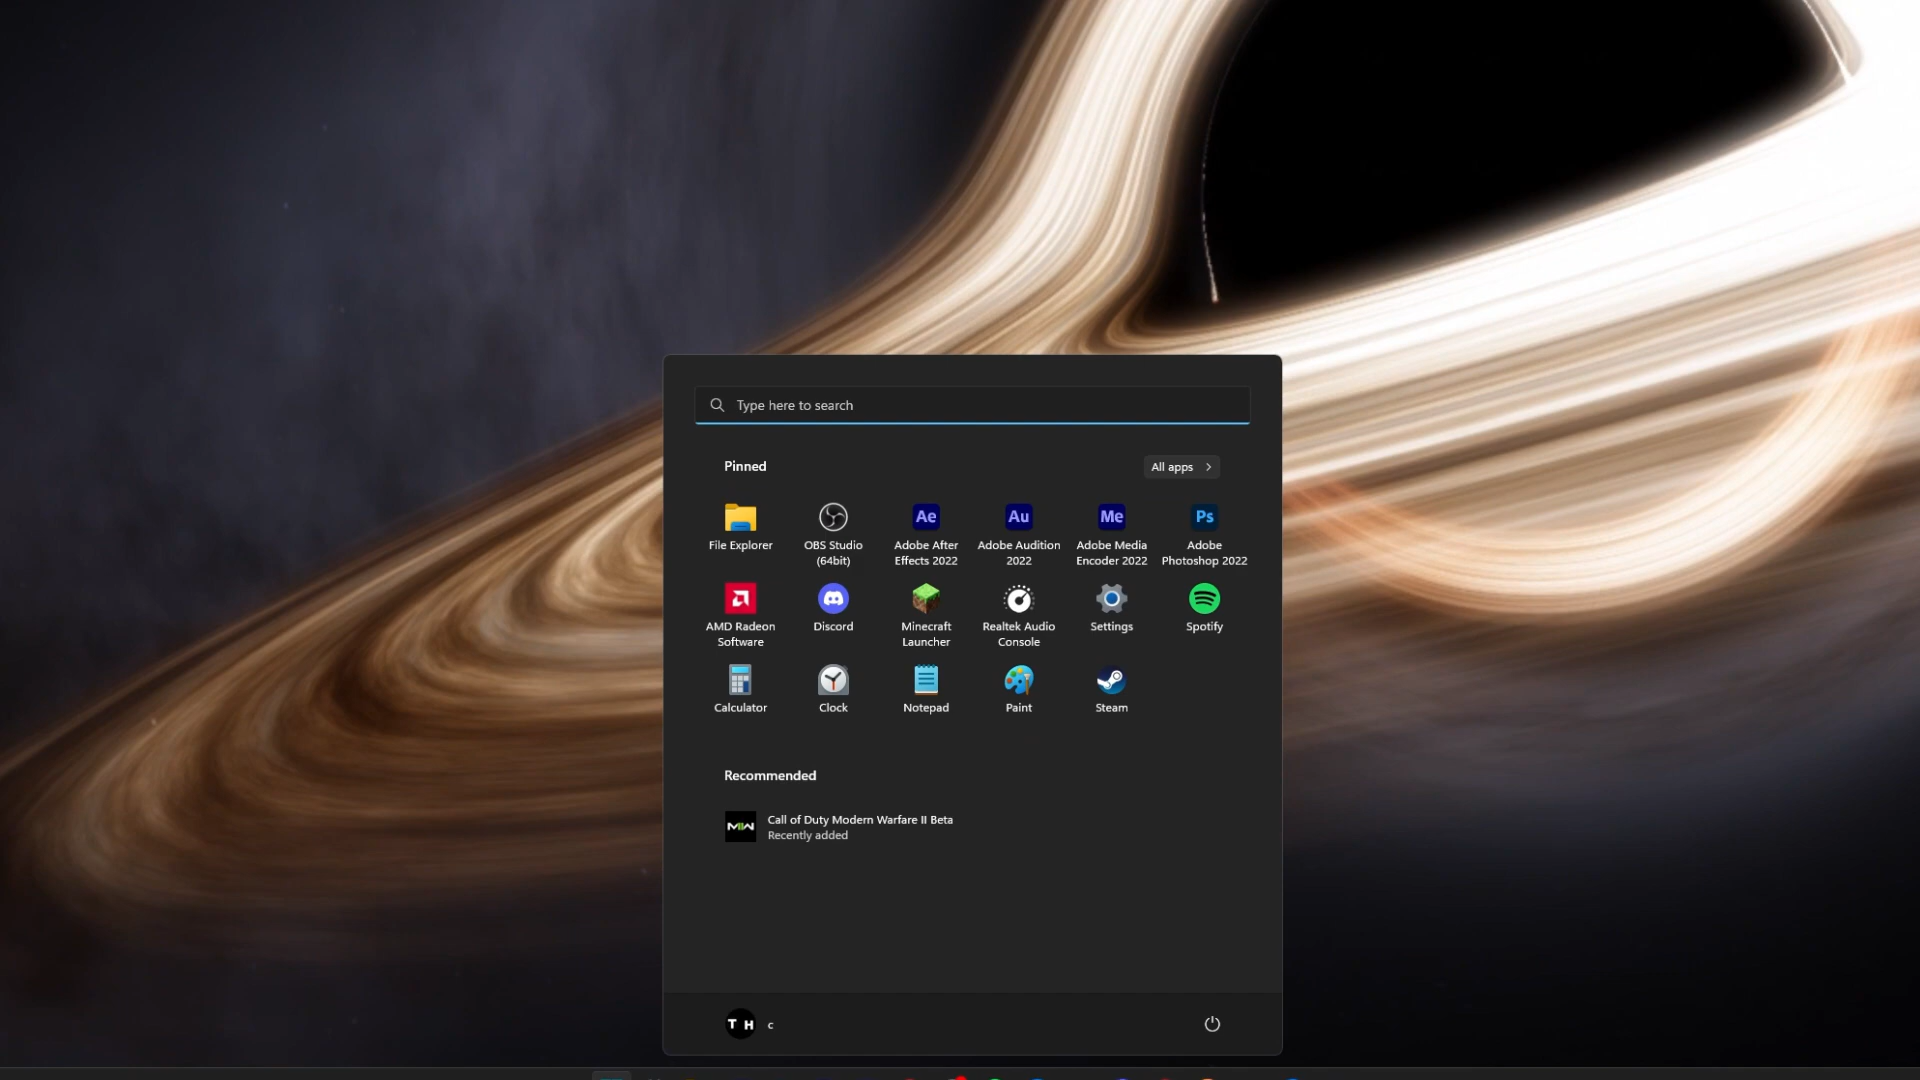 Type here to search
Pinned
All apps
File Explorer
OBS Studio
(64bit)
Ae
Adobe After
Effects 2022
Au
Adobe Audition
2022
Me
Adobe Media
Encoder 2022
Ps
Adobe
Photoshop 2022
AMD Radeon
Software
Discord
Minecraft
Launcher
Realtek Audio
Console
Settings
Spotify
Calculator
Clock
Notepad
Paint
Steam
Recommended
MW
Call of Duty Modern Warfare II Beta
Recently added
T H
c